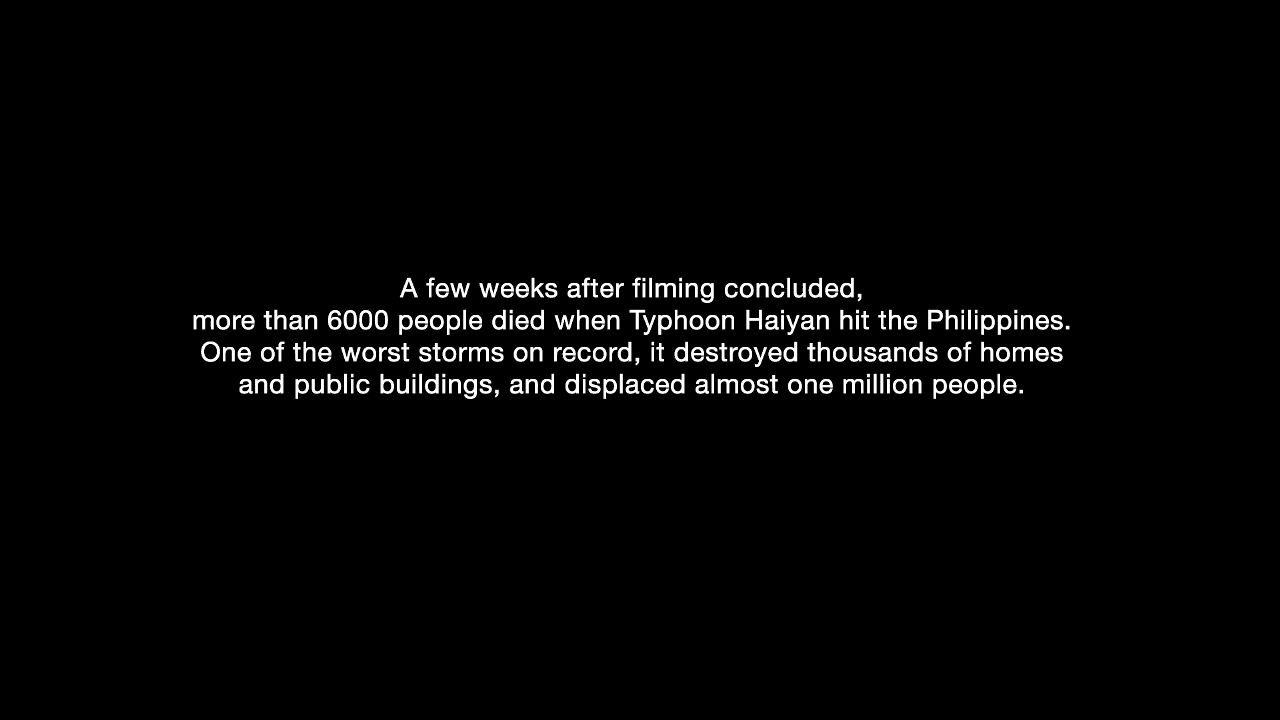 A few weeks after filming concluded,
more than 6000 people died when Typhoon Haiyan hit the Philippines.
One of the worst storms on record, it destroyed thousands of homes
and public buildings, and displaced almost one million people.